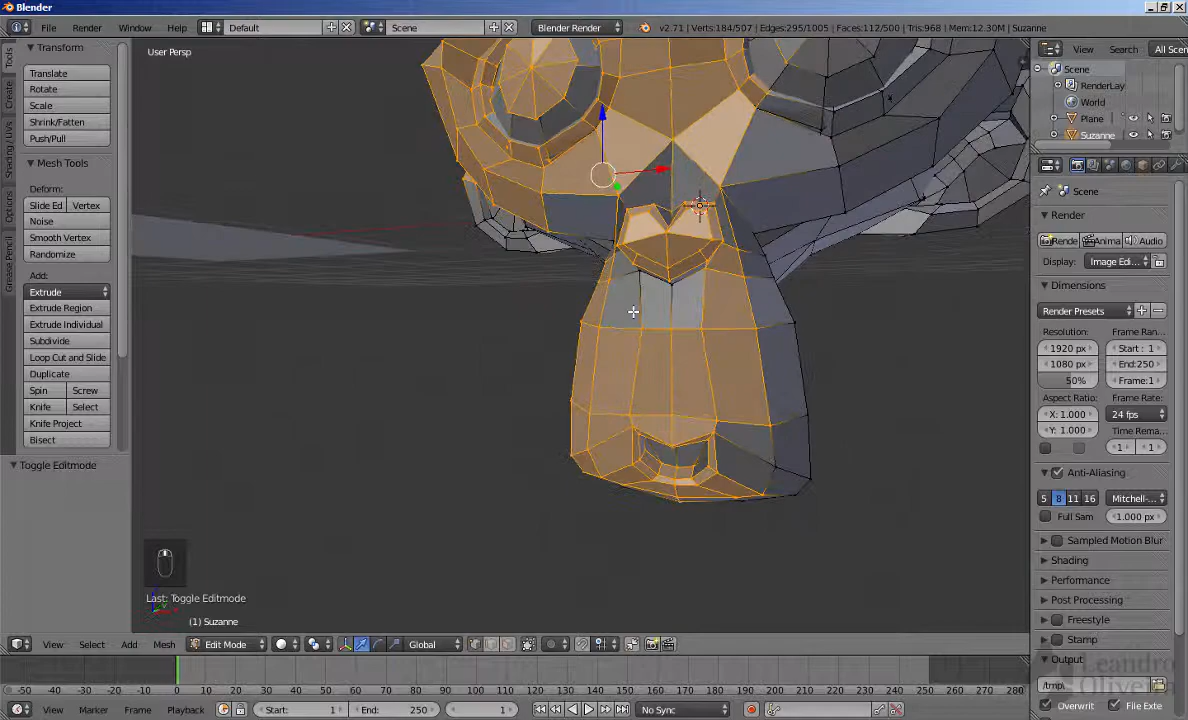 Blender
File Render Window Help Default Scene Blender Render v2.71 | Verts:184/507 | Edges:295/1005 | Faces:112/500 | Tris:968 | Mem:12.30M | Suzanne
Tools
Create
Shading / UVs
Options
Grease Pencil
Transform
Translate
Rotate
Scale
Shrink/Fatten
Push/Pull
Mesh Tools
Deform:
Slide Ed Vertex
Noise
Smooth Vertex
Randomize
Add:
Extrude
Extrude Region
Extrude Individual
Subdivide
Loop Cut and Slide
Duplicate
Spin Screw
Knife Select
Knife Project
Bisect
Toggle Editmode
User Persp
Last: Toggle Editmode
(1) Suzanne
View Select Add Mesh Edit Mode Global
View Search All Scen
Scene
RenderLay
World
Plane
Suzanne
Scene
Render
Rende Anima Audio
Display: Image Edi...
Dimensions
Render Presets
Resolution: Frame Ran
1920 px Start : 1
1080 px End:250
50% Frame:1
Aspect Ratio: Frame Rate:
X: 1.000 24 fps
Y: 1.000 Time Rema
1 1
Anti-Aliasing
5 8 11 16 Mitchell-...
Full Sam 1.000 px
Sampled Motion Blur
Shading
Performance
Post Processing
Freestyle
Stamp
Output
/tmp\
Overwrit File Exte
Leandro
Oliveira
-50 -40 -30 -20 -10 0 10 20 30 40 50 60 70 80 90 100 110 120 130 140 150 160 170 180 190 200 210 220 230 240 250 260 270 280
View Marker Frame Playback Start: 1 End: 250 1 No Sync